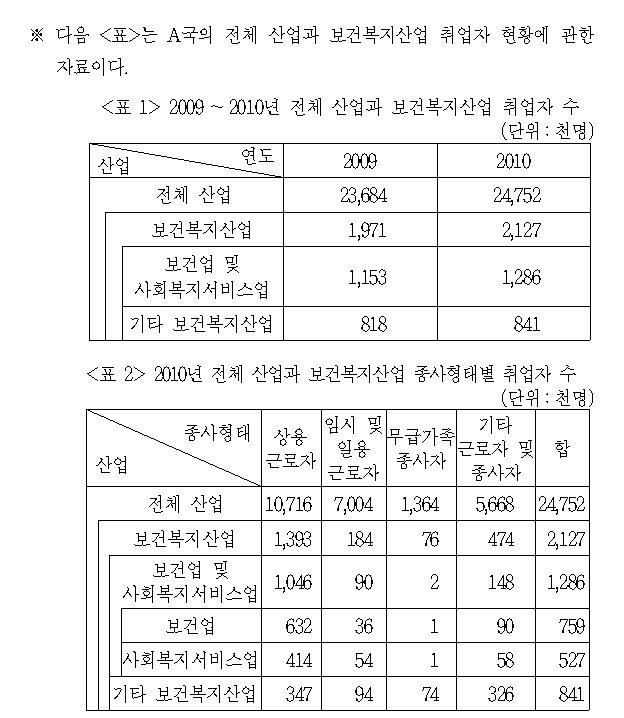 ※ 다음 <표>는 A국의 전체 산업과 보건복지산업 취업자 현황에 관한
자료이다.
<표 1> 2009 ~ 2010년 전체 산업과 보건복지산업 취업자 수
(단위 : 천명)
산업 연도 2009 2010
전체 산업 23,684 24,752
보건복지산업 1,971 2,127
보건업 및
사회복지서비스업 1,153 1,286
기타 보건복지산업 818 841
<표 2> 2010년 전체 산업과 보건복지산업 종사형태별 취업자 수
(단위 : 천명)
산업 종사형태
상용
근로자
임시 및
일용
근로자
무급가족
종사자
기타
근로자 및
종사자
합
전체 산업 10,716 7,004 1,364 5,668 24,752
보건복지산업 1,393 184 76 474 2,127
보건업 및
사회복지서비스업 1,046 90 2 148 1,286
보건업 632 36 1 90 759
사회복지서비스업 414 54 1 58 527
기타 보건복지산업 347 94 74 326 841